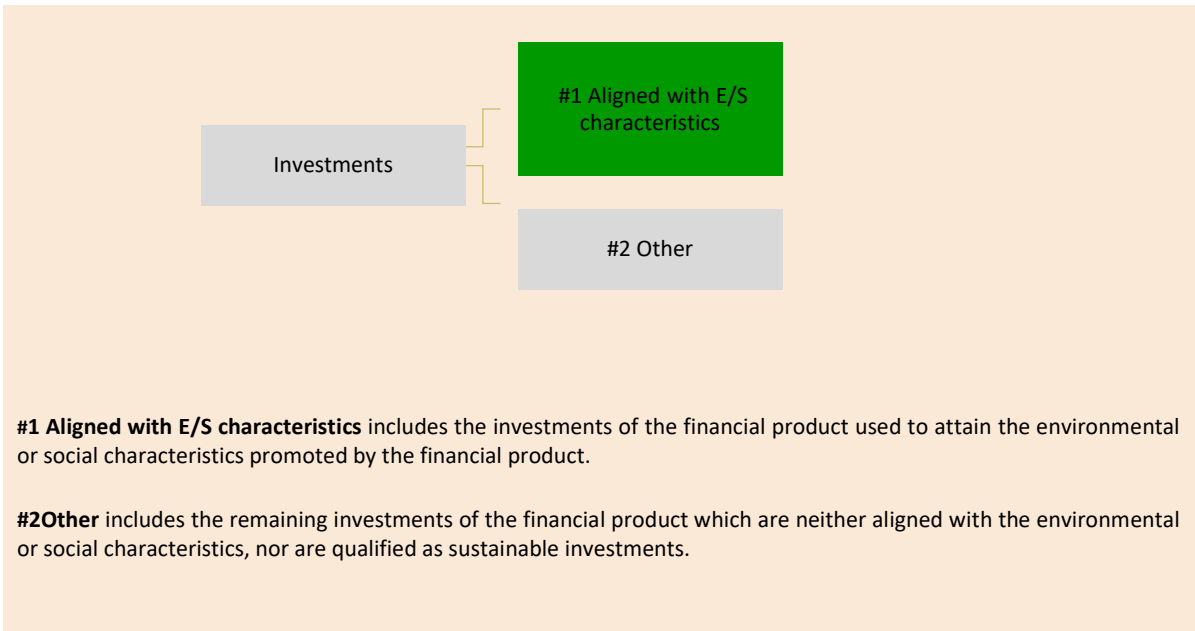 #1 Aligned with E/S
characteristics
Investments
#2 Other
#1 Aligned with E/S characteristics includes the investments of the financial product used to attain the environmental
or social characteristics promoted by the financial product.
#2Other includes the remaining investments of the financial product which are neither aligned with the environmental
or social characteristics, nor are qualified as sustainable investments.